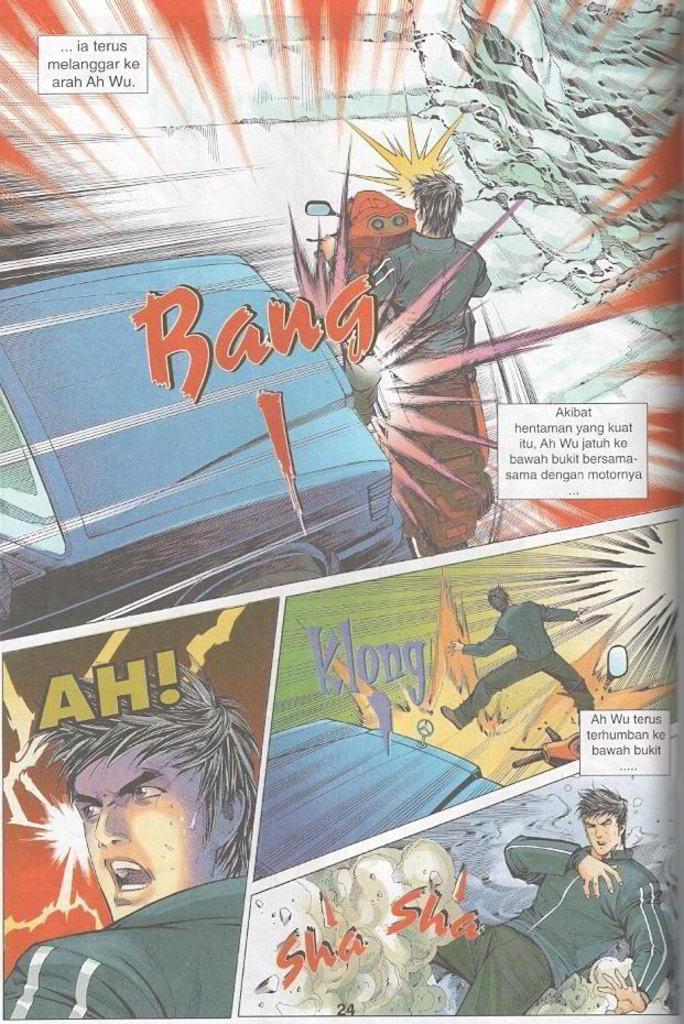 ... ia terus
melanggar ke
arah Ah Wu.
Bang
!
Akibat
hentaman yang kuat
itu, Ah Wu jatuh ke
bawah bukit bersama-
sama dengan motornya
...
AH!
Klong
!
Ah Wu terus
terhumban ke
bawah bukit
.....
Sha
!
Sha
!
24